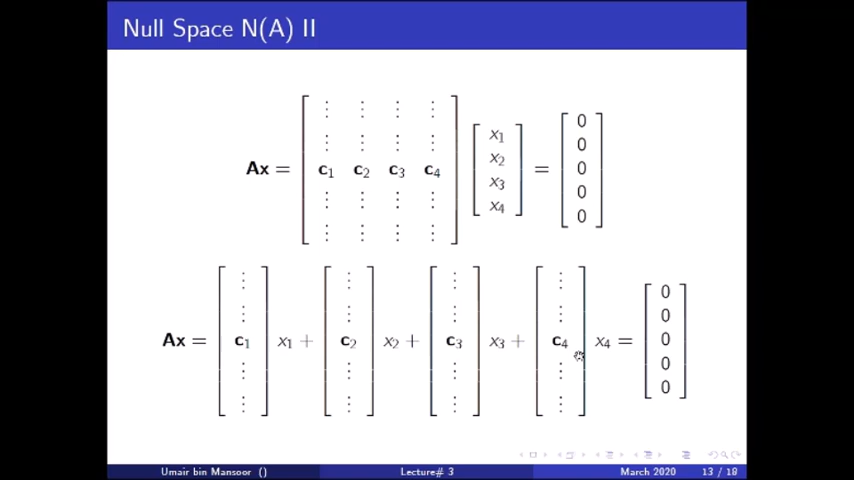 Null Space N(A) II
Ax = [ c1 c2 c3 c4 ] [ x1 x2 x3 x4 ] = [ 0 0 0 0 0 ]
Ax = [ c1 ] x1 + [ c2 ] x2 + [ c3 ] x3 + [ c4 ] x4 = [ 0 0 0 0 0 ]
Umair bin Mansoor () Lecture# 3 March 2020 13 / 18